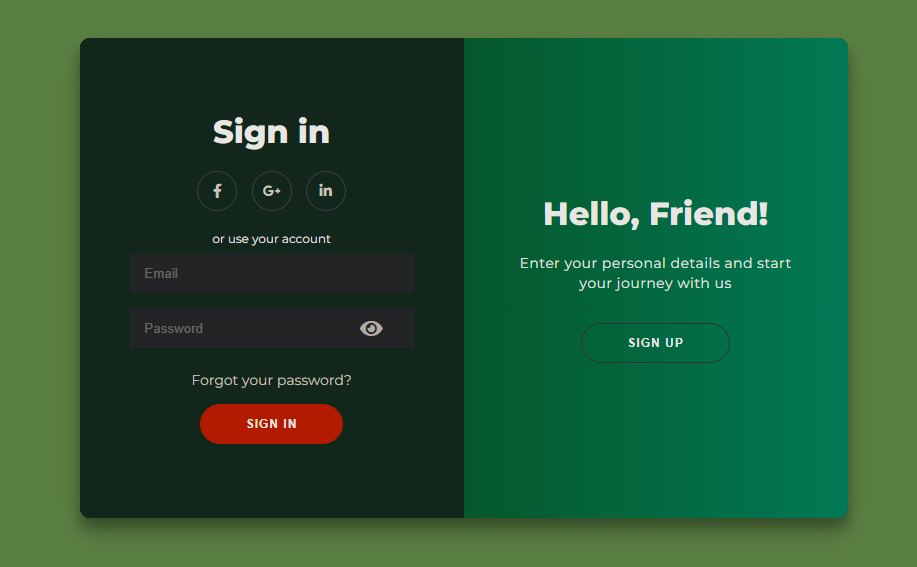 Sign in
f
G+
in
or use your account
Email
Password
Forgot your password?
SIGN IN
Hello, Friend!
Enter your personal details and start
your journey with us
SIGN UP